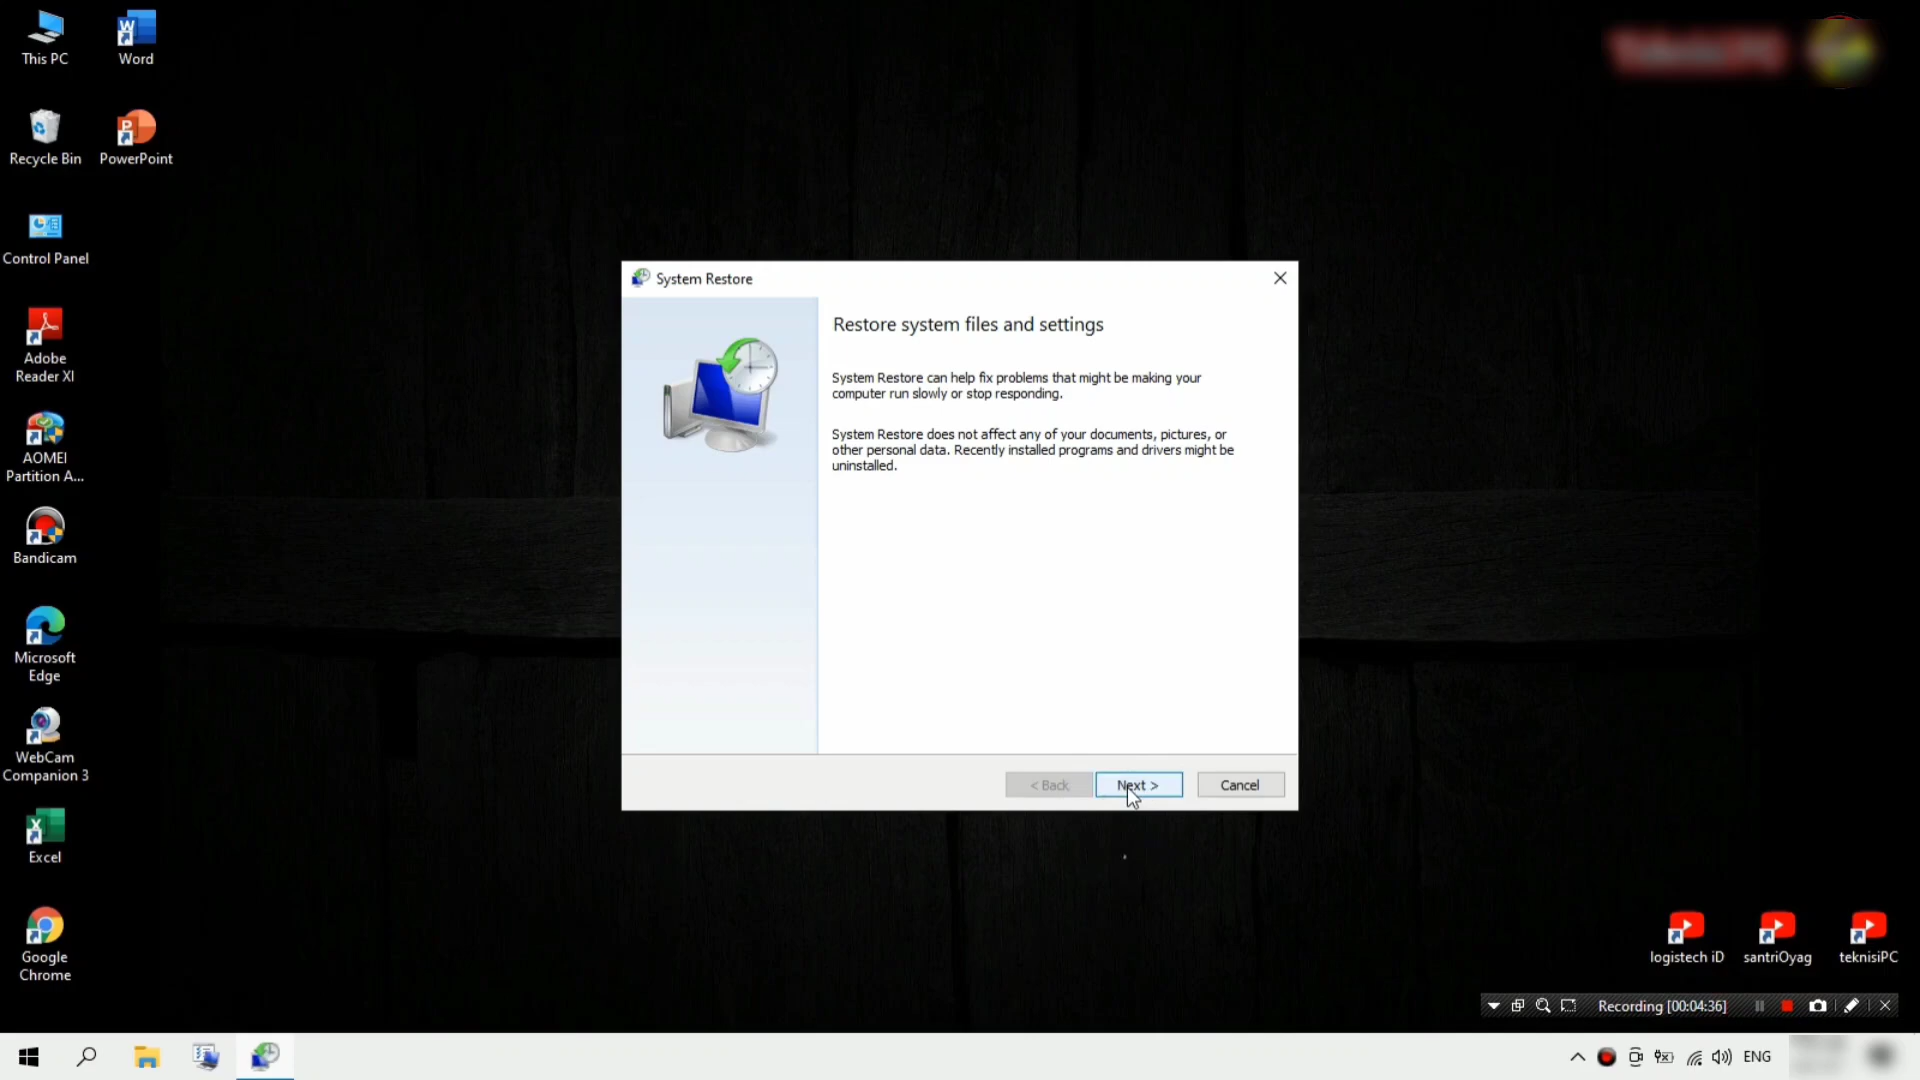 This PC
Word
Recycle Bin
PowerPoint
Control Panel
Adobe
Reader XI
AOMEI
Partition A...
Bandicam
Microsoft
Edge
WebCam
Companion 3
Excel
Google
Chrome
System Restore
Restore system files and settings
System Restore can help fix problems that might be making your
computer run slowly or stop responding.
System Restore does not affect any of your documents, pictures, or
other personal data. Recently installed programs and drivers might be
uninstalled.
< Back
Next >
Cancel
logistech iD
santriOyag
teknisiPC
Recording [00:04:36]
ENG